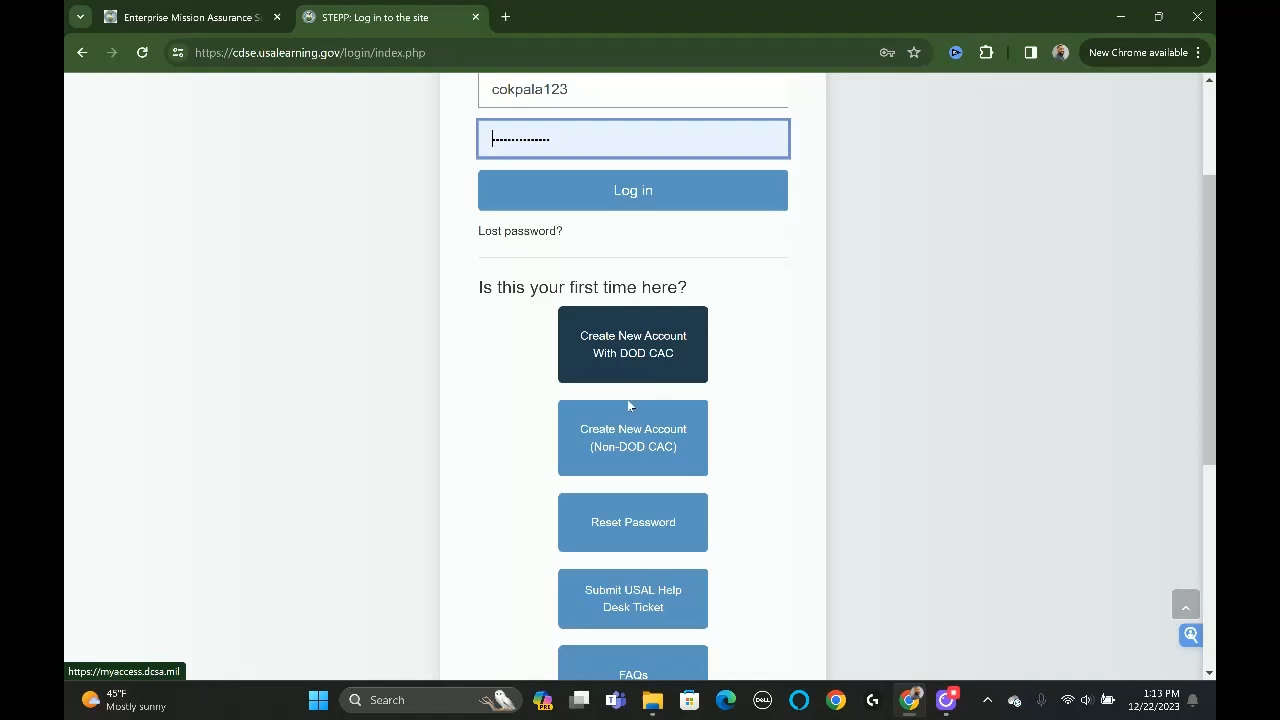 Enterprise Mission Assurance Su
STEPP: Log in to the site
https://cdse.usalearning.gov/login/index.php
New Chrome available
cokpala123
Log in
Lost password?
Is this your first time here?
Create New Account
With DOD CAC
Create New Account
(Non-DOD CAC)
Reset Password
Submit USAL Help
Desk Ticket
FAQs
https://myaccess.dcsa.mil
45°F
Mostly sunny
Search
PRE
DELL
1:13 PM
12/22/2023